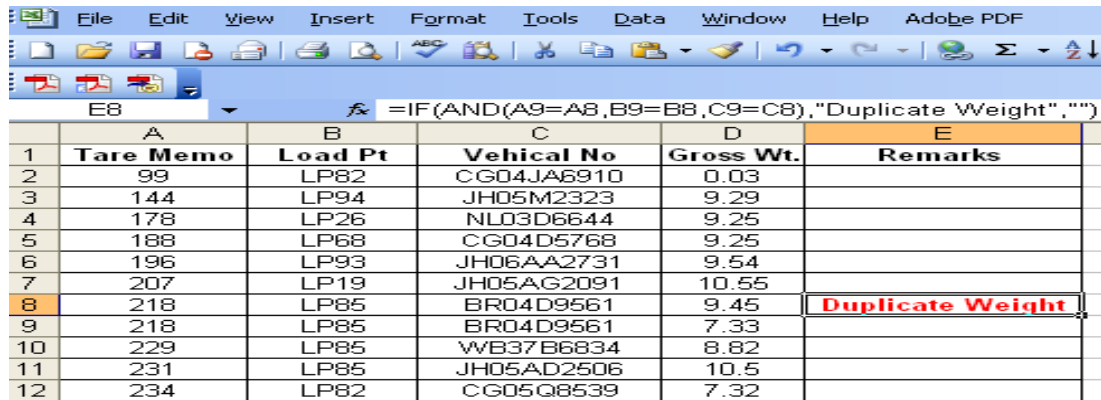 File Edit View Insert Format Tools Data Window Help Adobe PDF
ABC Σ A Z
E8 fx =IF(AND(A9=A8,B9=B8,C9=C8),"Duplicate Weight","")
A B C D E
1 Tare Memo Load Pt Vehical No Gross Wt. Remarks
2 99 LP82 CG04JA6910 0.03
3 144 LP94 JH05M2323 9.29
4 178 LP26 NL03D6644 9.25
5 188 LP68 CG04D5768 9.25
6 196 LP93 JH06AA2731 9.54
7 207 LP19 JH05AG2091 10.55
8 218 LP85 BR04D9561 9.45 Duplicate Weight
9 218 LP85 BR04D9561 7.33
10 229 LP85 WB37B6834 8.82
11 231 LP85 JH05AD2506 10.5
12 234 LP82 CG05Q8539 7.32